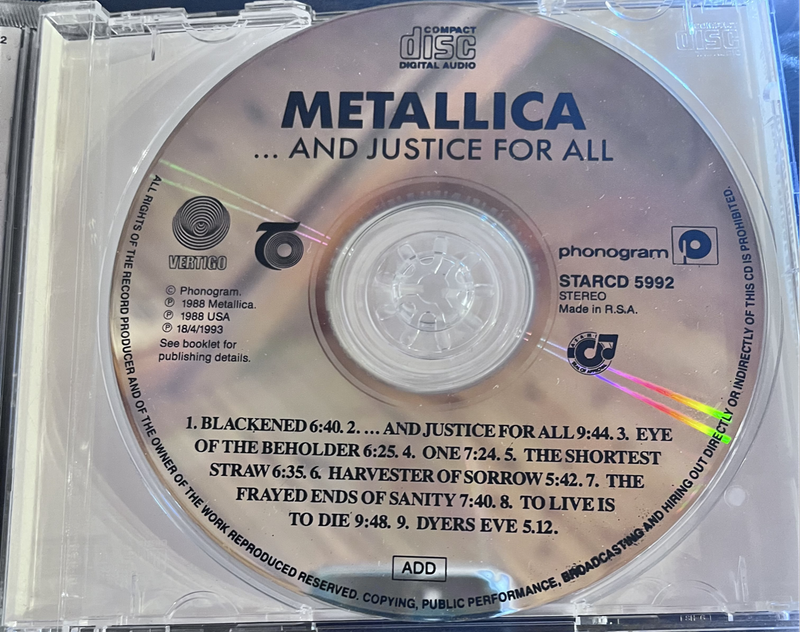 COMPACT
disc
DIGITAL AUDIO
METALLICA
... AND JUSTICE FOR ALL
VERTIGO
phonogram
STARCD 5992
STEREO
Made in R.S.A.
© Phonogram.
℗ 1988 Metallica.
℗ 1988 USA
℗ 18/4/1993
See booklet for
publishing details.
1. BLACKENED 6:40. 2. ... AND JUSTICE FOR ALL 9:44. 3. EYE
OF THE BEHOLDER 6:25. 4. ONE 7:24. 5. THE SHORTEST
STRAW 6:35. 6. HARVESTER OF SORROW 5:42. 7. THE
FRAYED ENDS OF SANITY 7:40. 8. TO LIVE IS
TO DIE 9:48. 9. DYERS EVE 5.12.
ADD
ALL RIGHTS OF THE RECORD PRODUCER AND OF THE OWNER OF THE WORK REPRODUCED RESERVED. COPYING, PUBLIC PERFORMANCE, BROADCASTING AND HIRING OUT DIRECTLY OR INDIRECTLY OF THIS CD IS PROHIBITED.
disc
2